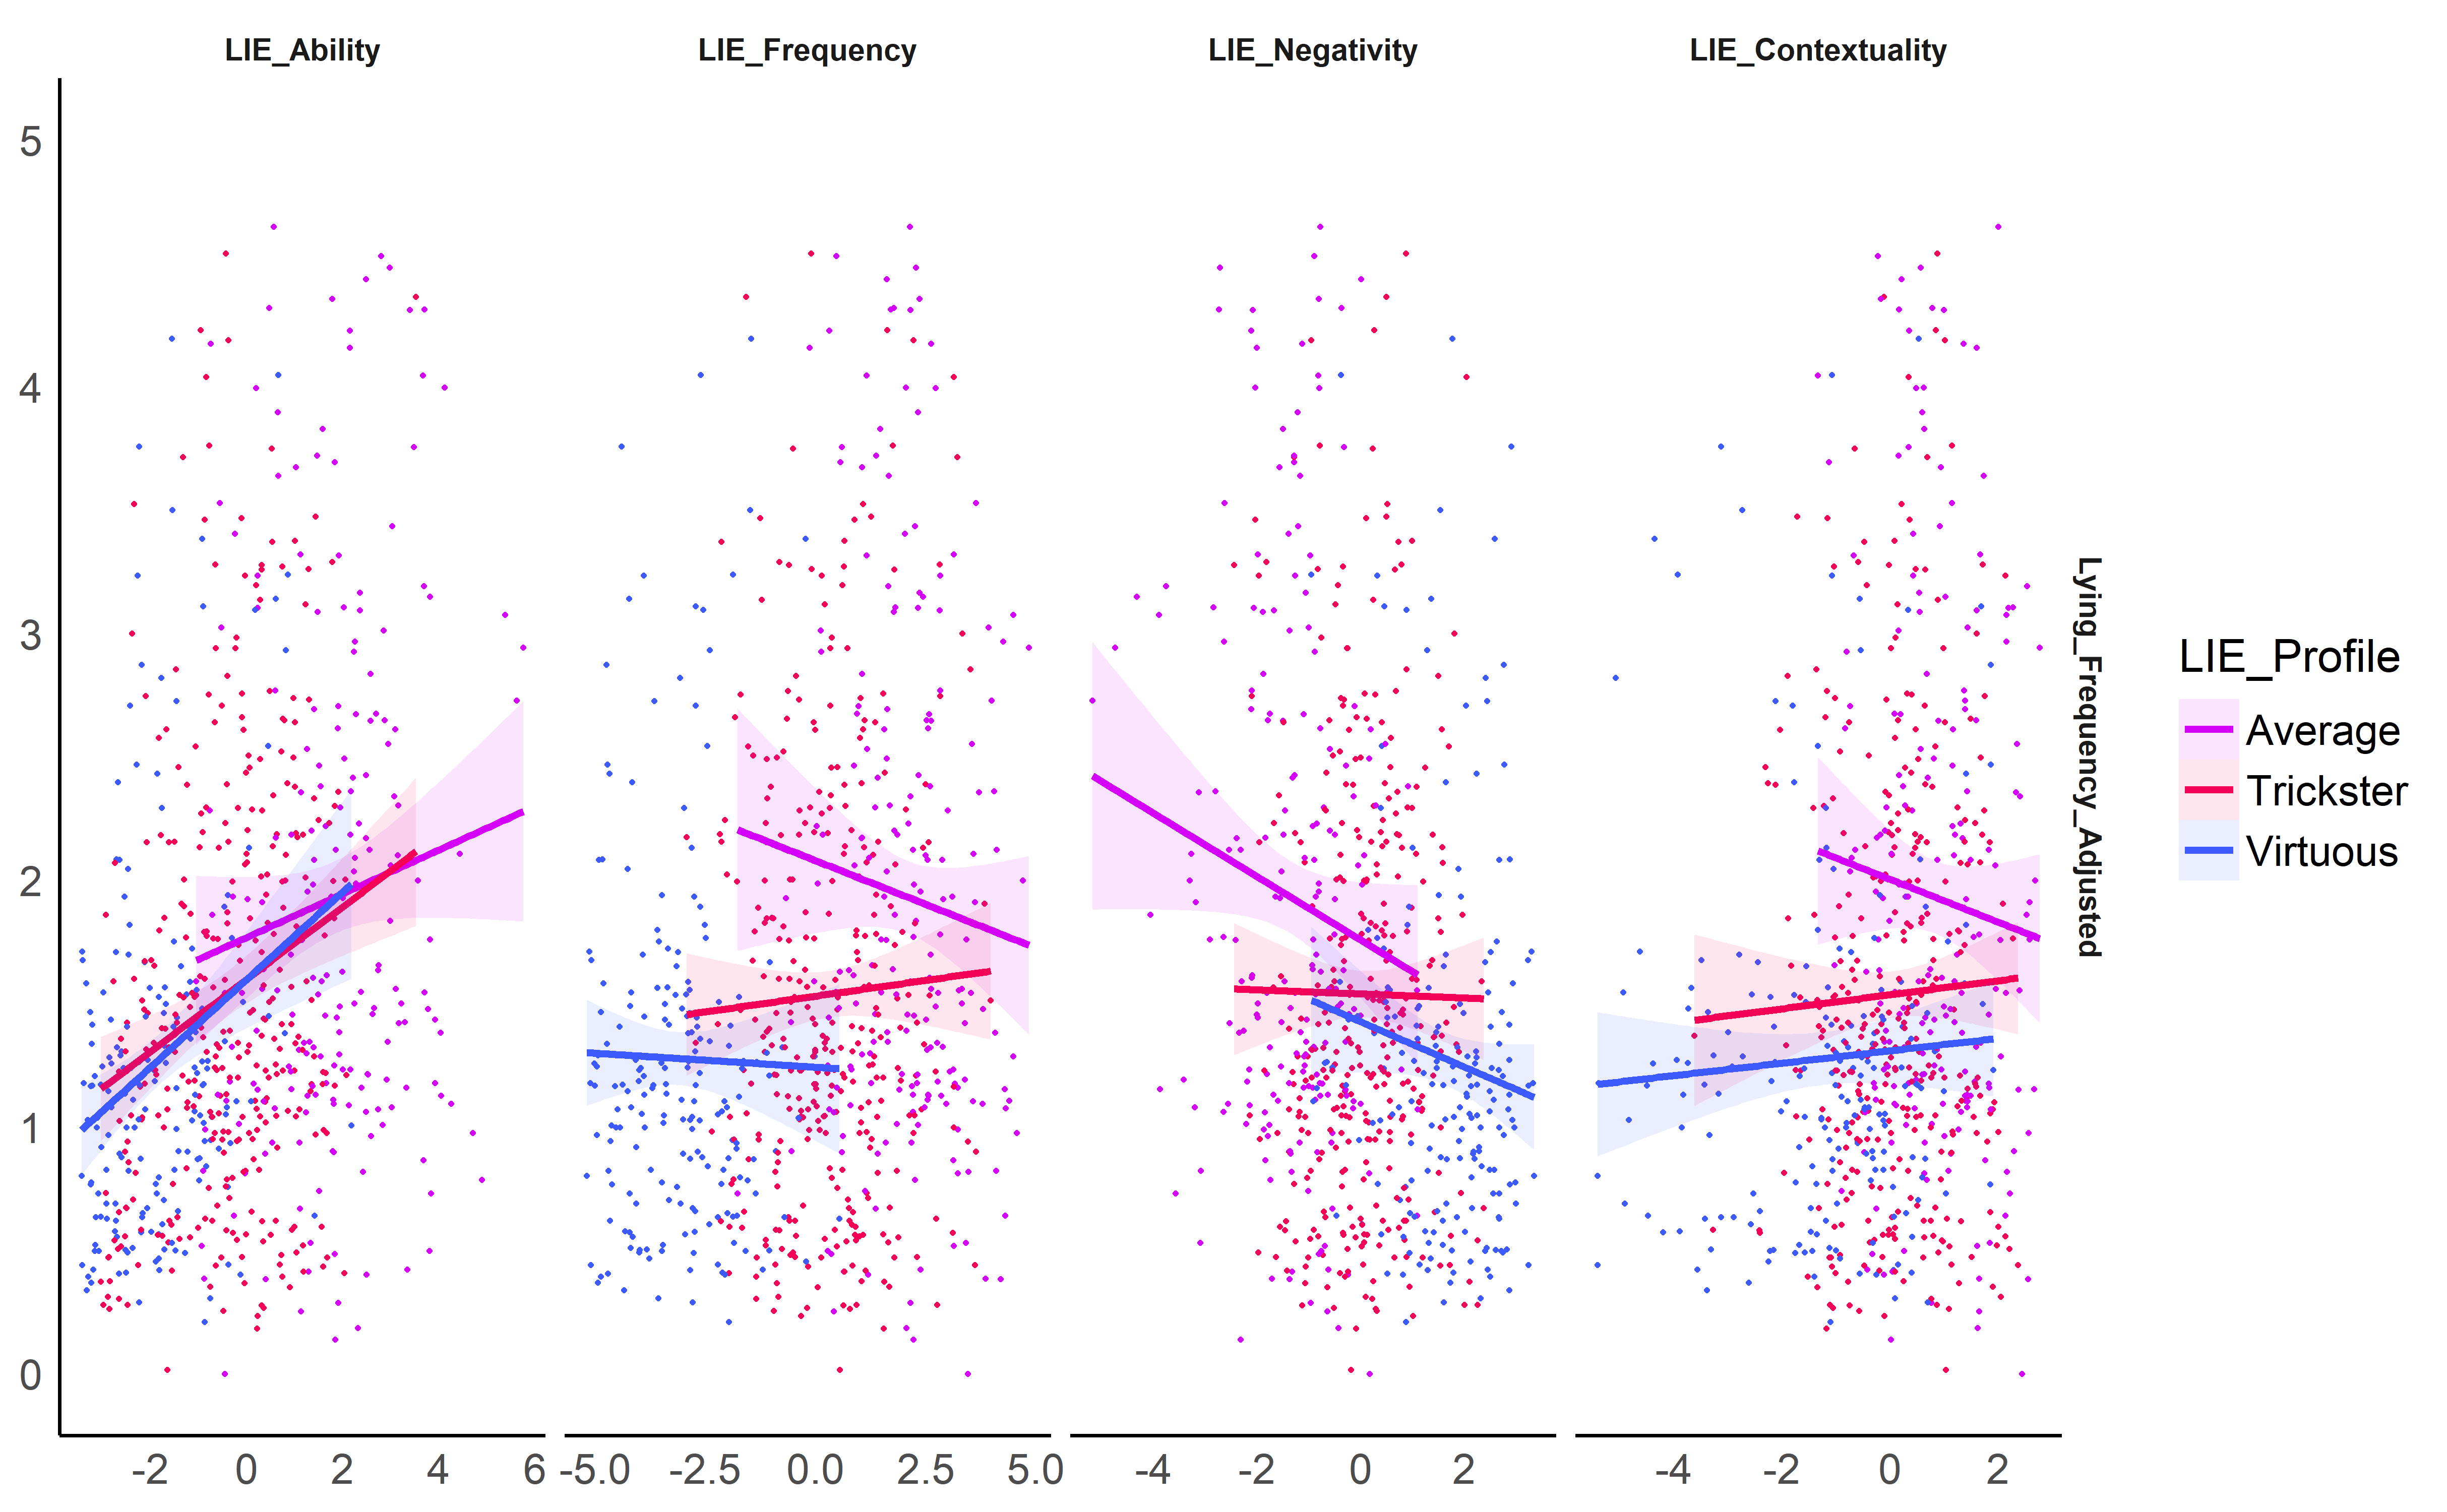 LIE_Ability LIE_Frequency LIE_Negativity LIE_Contextuality
5
4
3
2
1
0
-2 0 2 4 6 -5.0 -2.5 0.0 2.5 5.0 -4 -2 0 2 -4 -2 0 2
Lying_Frequency_Adjusted
LIE_Profile
Average
Trickster
Virtuous